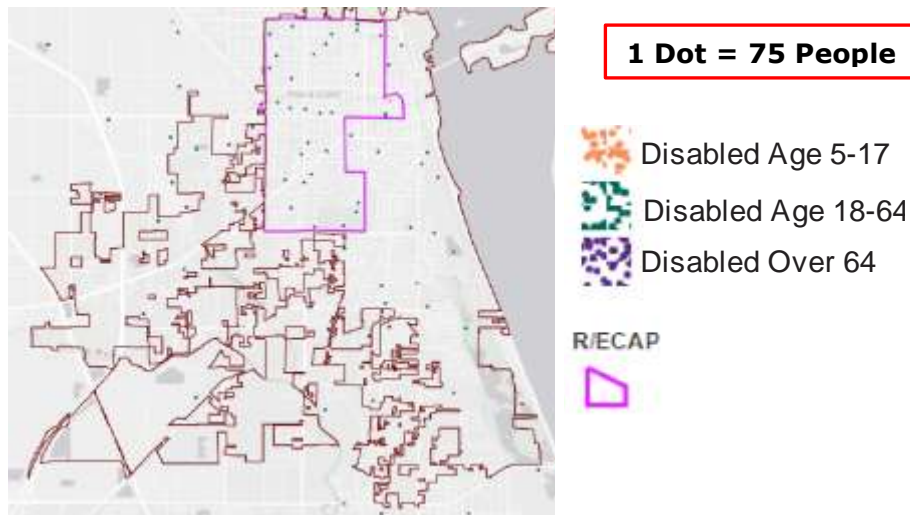 1 Dot = 75 People
Disabled Age 5-17
Disabled Age 18-64
Disabled Over 64
R/ECAP